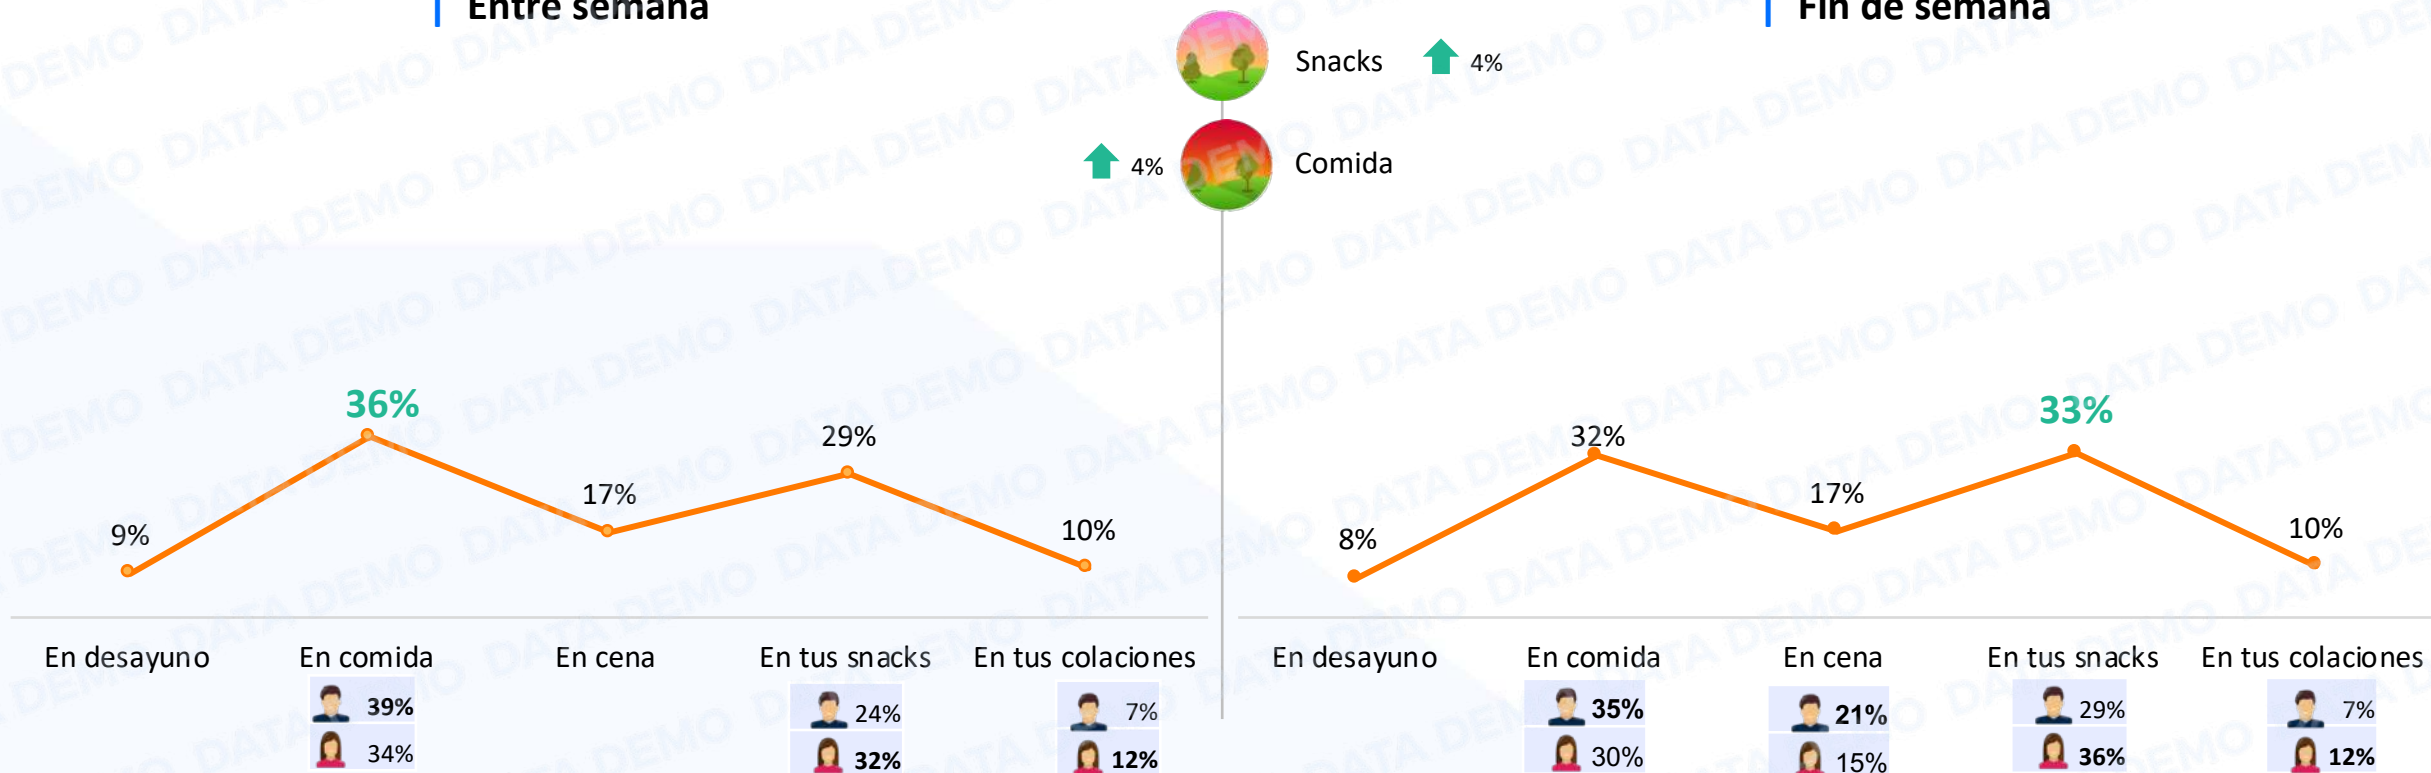 Entre semana
Fin de semana
Snacks 4%
4% Comida
36%
29%
17%
9%
10%
33%
32%
17%
8%
10%
En desayuno En comida En cena En tus snacks En tus colaciones
39% 24% 7%
34% 32% 12%
En desayuno En comida En cena En tus snacks En tus colaciones
35% 21% 29% 7%
30% 15% 36% 12%
DATA DEMO